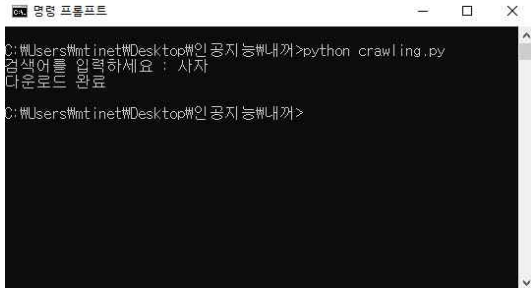 명령 프롬프트
C:₩Users₩mtinet₩Desktop₩인공지능₩내꺼>python crawling.py
검색어를 입력하세요 : 사자
다운로드 완료
C:₩Users₩mtinet₩Desktop₩인공지능₩내꺼>